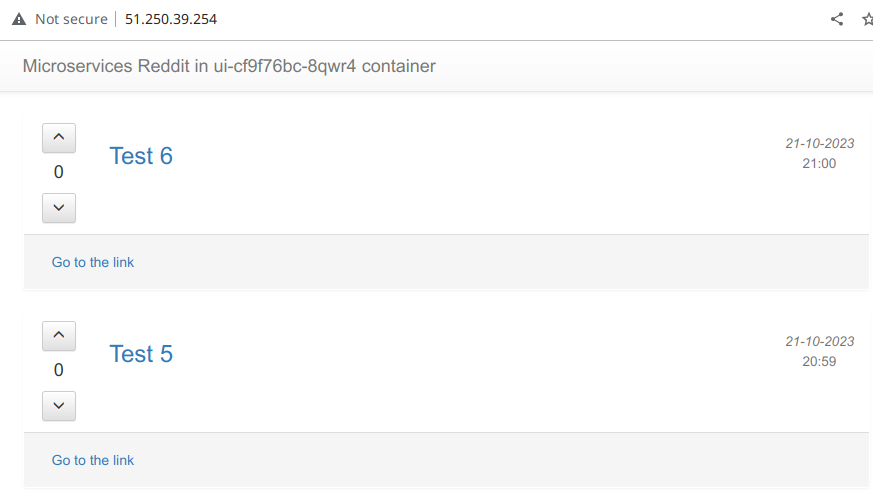 Not secure 51.250.39.254
Microservices Reddit in ui-cf9f76bc-8qwr4 container
Test 6
21-10-2023
21:00
0
Go to the link
Test 5
21-10-2023
20:59
0
Go to the link